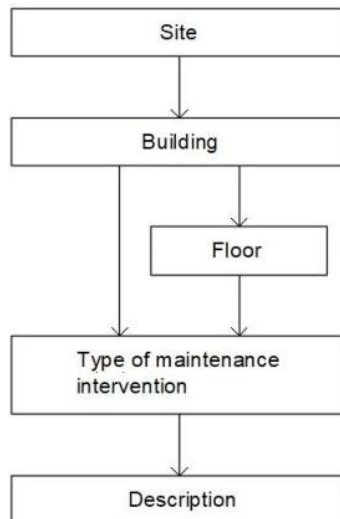 Site
Building
Floor
Type of maintenance
intervention
Description